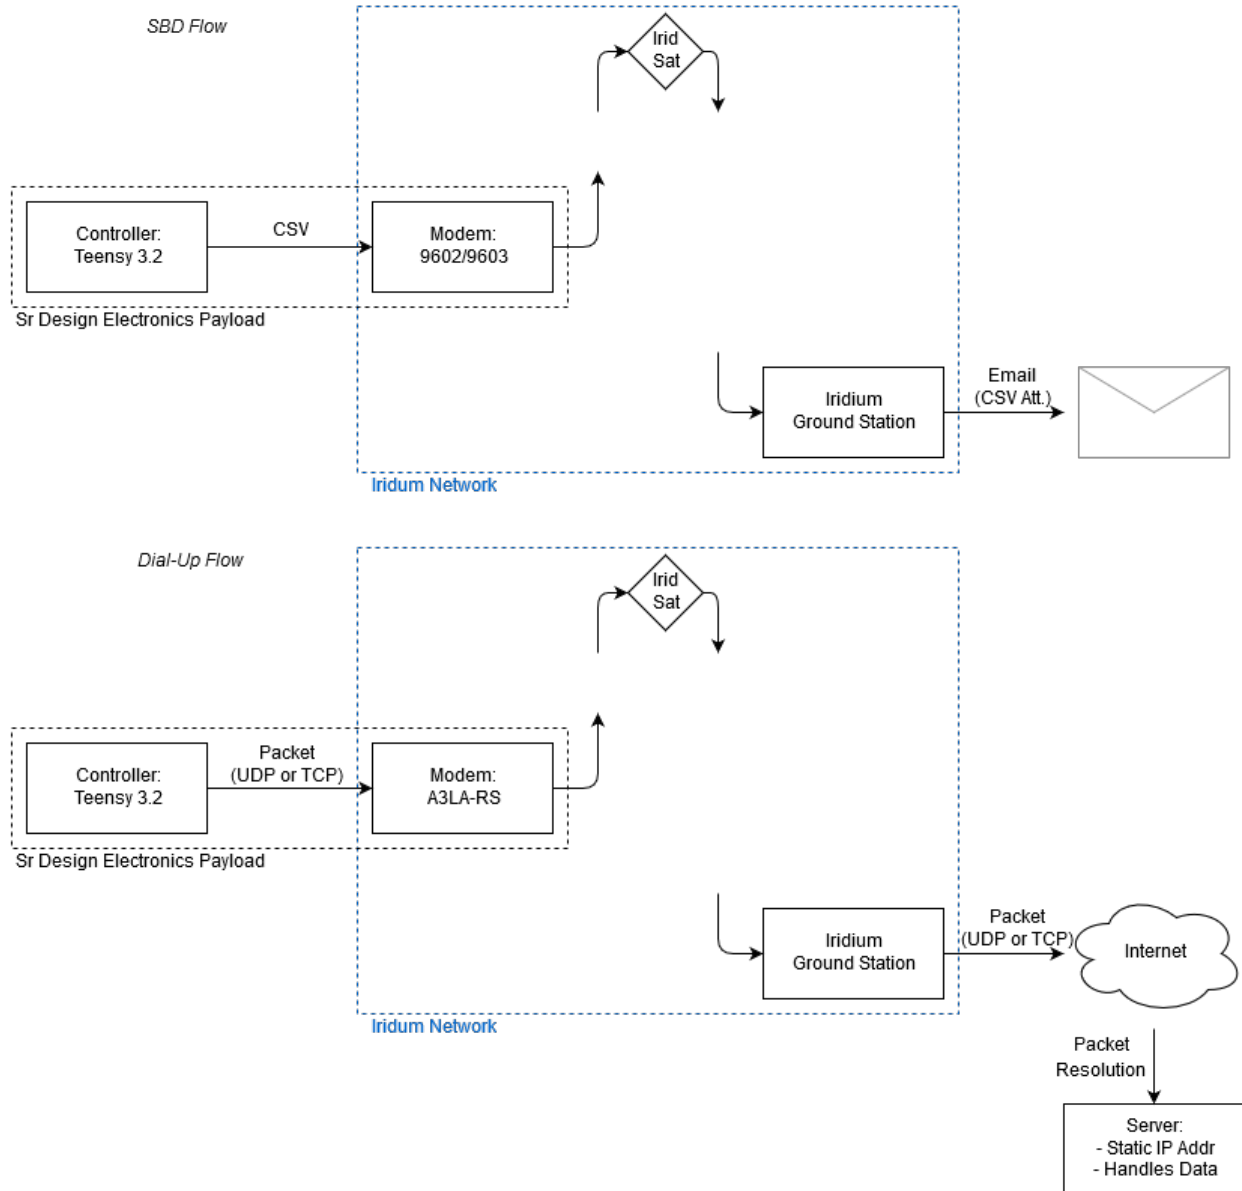 SBD Flow
Irid
Sat
Controller:
Teensy 3.2
CSV
Modem:
9602/9603
Sr Design Electronics Payload
Iridium
Ground Station
Email
(CSV Att.)
Iridum Network
Dial-Up Flow
Irid
Sat
Controller:
Teensy 3.2
Packet
(UDP or TCP)
Modem:
A3LA-RS
Sr Design Electronics Payload
Iridium
Ground Station
Packet
(UDP or TCP)
Internet
Iridum Network
Packet
Resolution
Server:
- Static IP Addr
- Handles Data